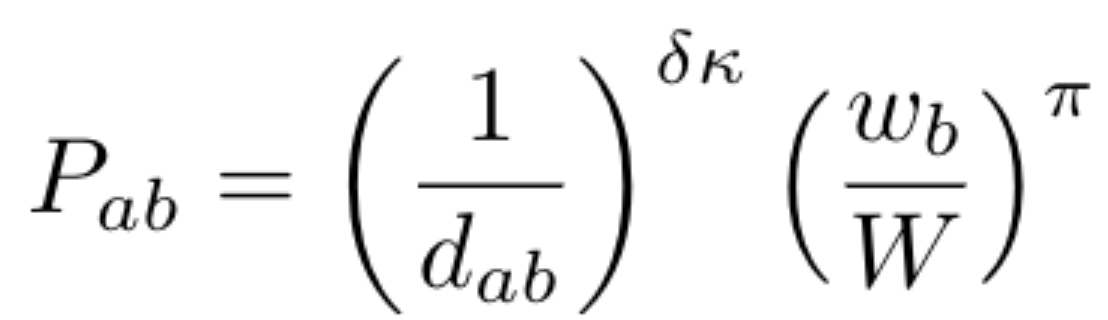 P_{ab} = \left( \frac{1}{d_{ab}} \right)^{\delta\kappa} \left( \frac{w_b}{W} \right)^{\pi}